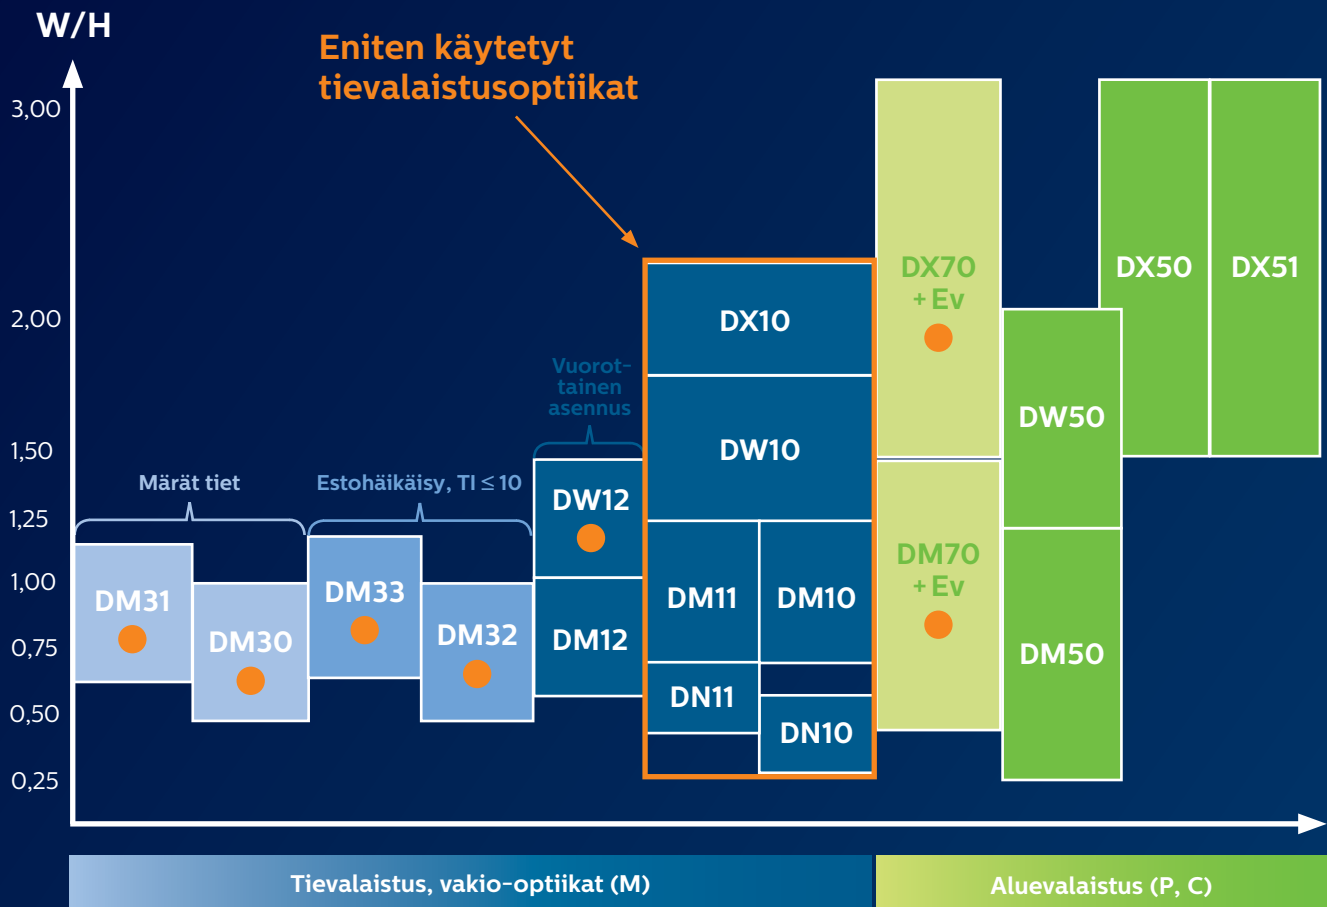 W/H
Eniten käytetyt
tievalaistusoptiikat
3,00
2,00
1,50
1,25
1,00
0,75
0,50
0,25
Märät tiet
Estohäikäisy, TI ≤ 10
Vuorot-
tainen
asennus
DM31
DM30
DM33
DM32
DW12
DM12
DX10
DW10
DM11
DM10
DN11
DN10
DX70
+ Ev
DM70
+ Ev
DW50
DM50
DX50
DX51
Tievalaistus, vakio-optiikat (M)
Aluevalaistus (P, C)